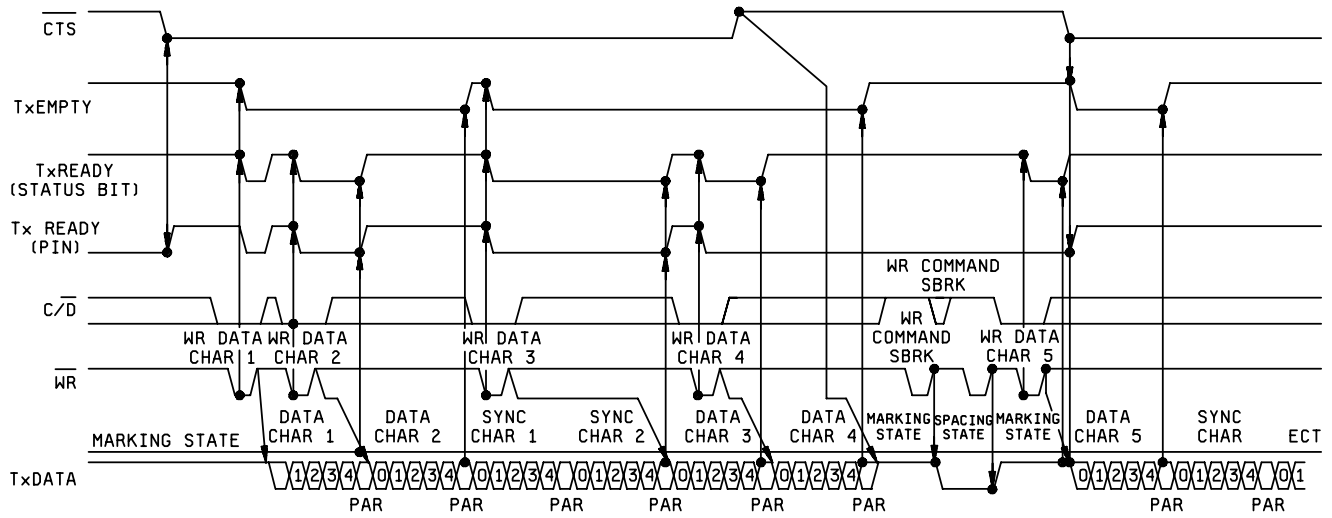 CTS
TxEMPTY
TxREADY
(STATUS BIT)
Tx READY
(PIN)
WR COMMAND
SBRK
C/D
WR DATA
CHAR 1
WR DATA
CHAR 2
WR DATA
CHAR 3
WR DATA
CHAR 4
WR
COMMAND
SBRK
WR DATA
CHAR 5
WR
MARKING STATE
DATA
CHAR 1
DATA
CHAR 2
SYNC
CHAR 1
SYNC
CHAR 2
DATA
CHAR 3
DATA
CHAR 4
MARKING
STATE
SPACING
STATE
MARKING
STATE
DATA
CHAR 5
SYNC
CHAR
ECT
TxDATA
1 2 3 4 0 1 2 3 4 0 1 2 3 4 0 1 2 3 4 0 1 2 3 4 0 1 2 3 4 0 1 2 3 4 0 1 2 3 4 0 1
PAR PAR PAR PAR PAR PAR PAR PAR